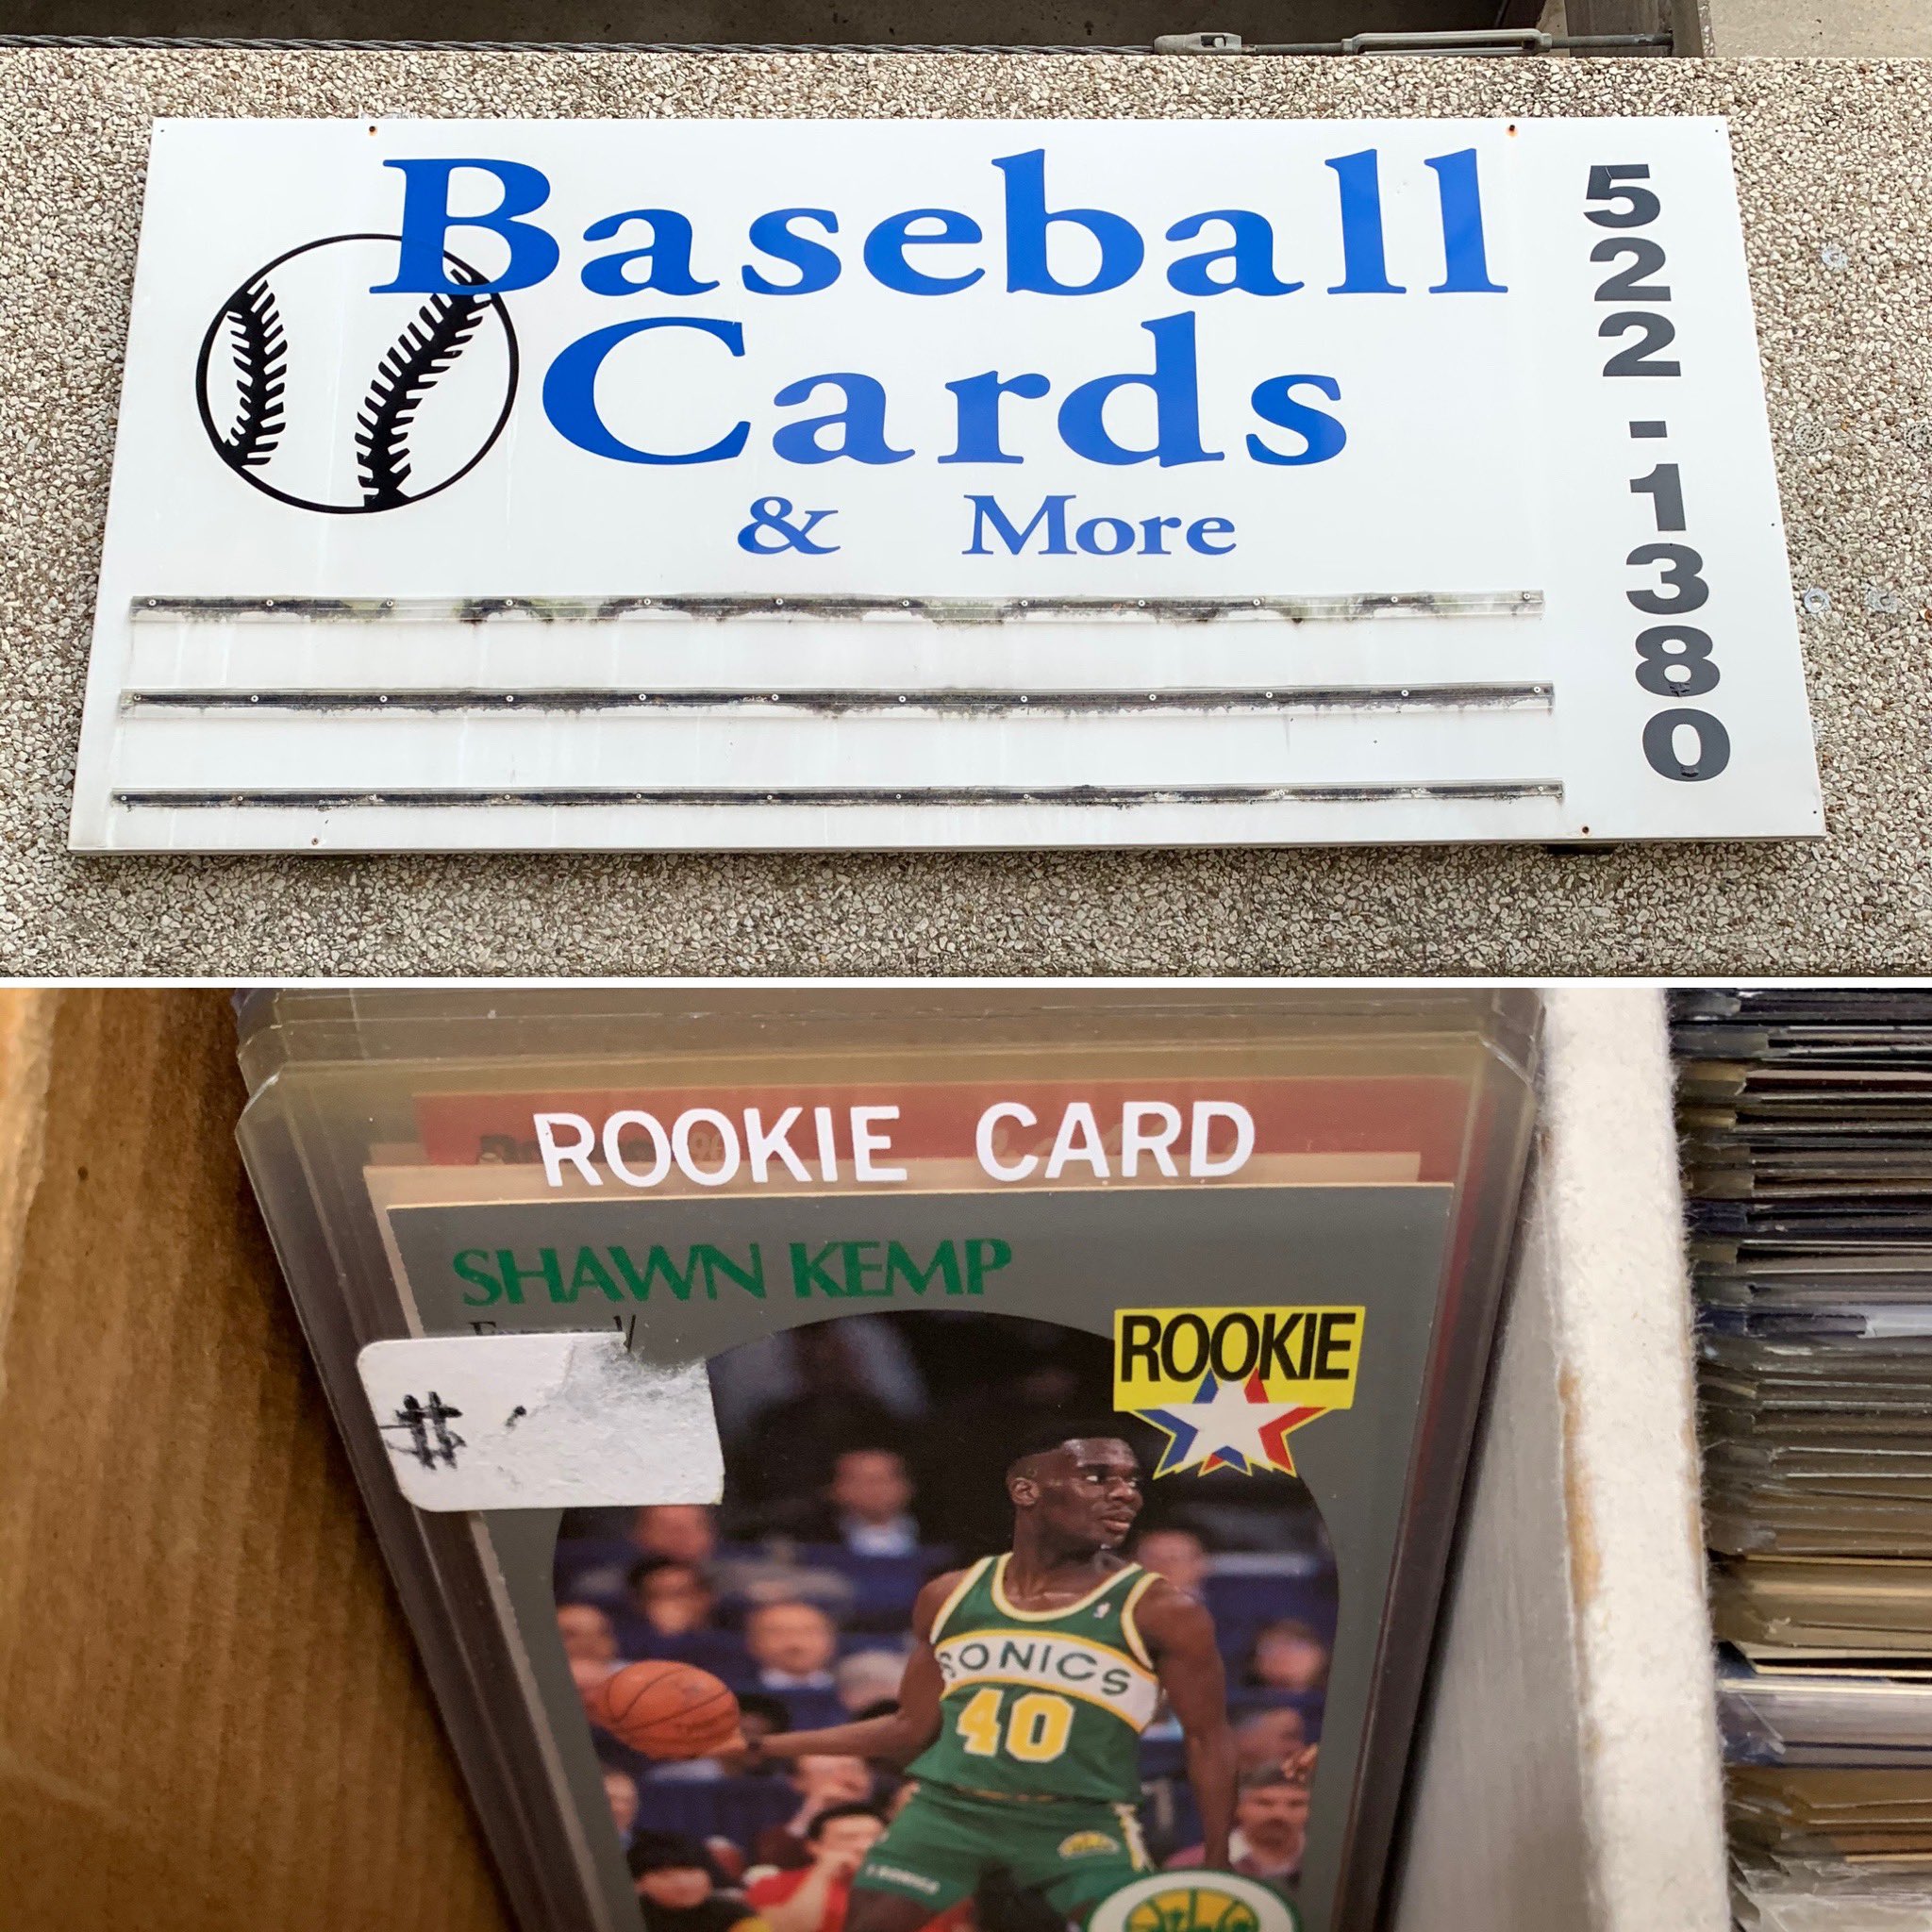 Baseball
Cards
& More
522-1380
ROOKIE CARD
SHAWN KEMP
ROOKIE
#
SONICS
40